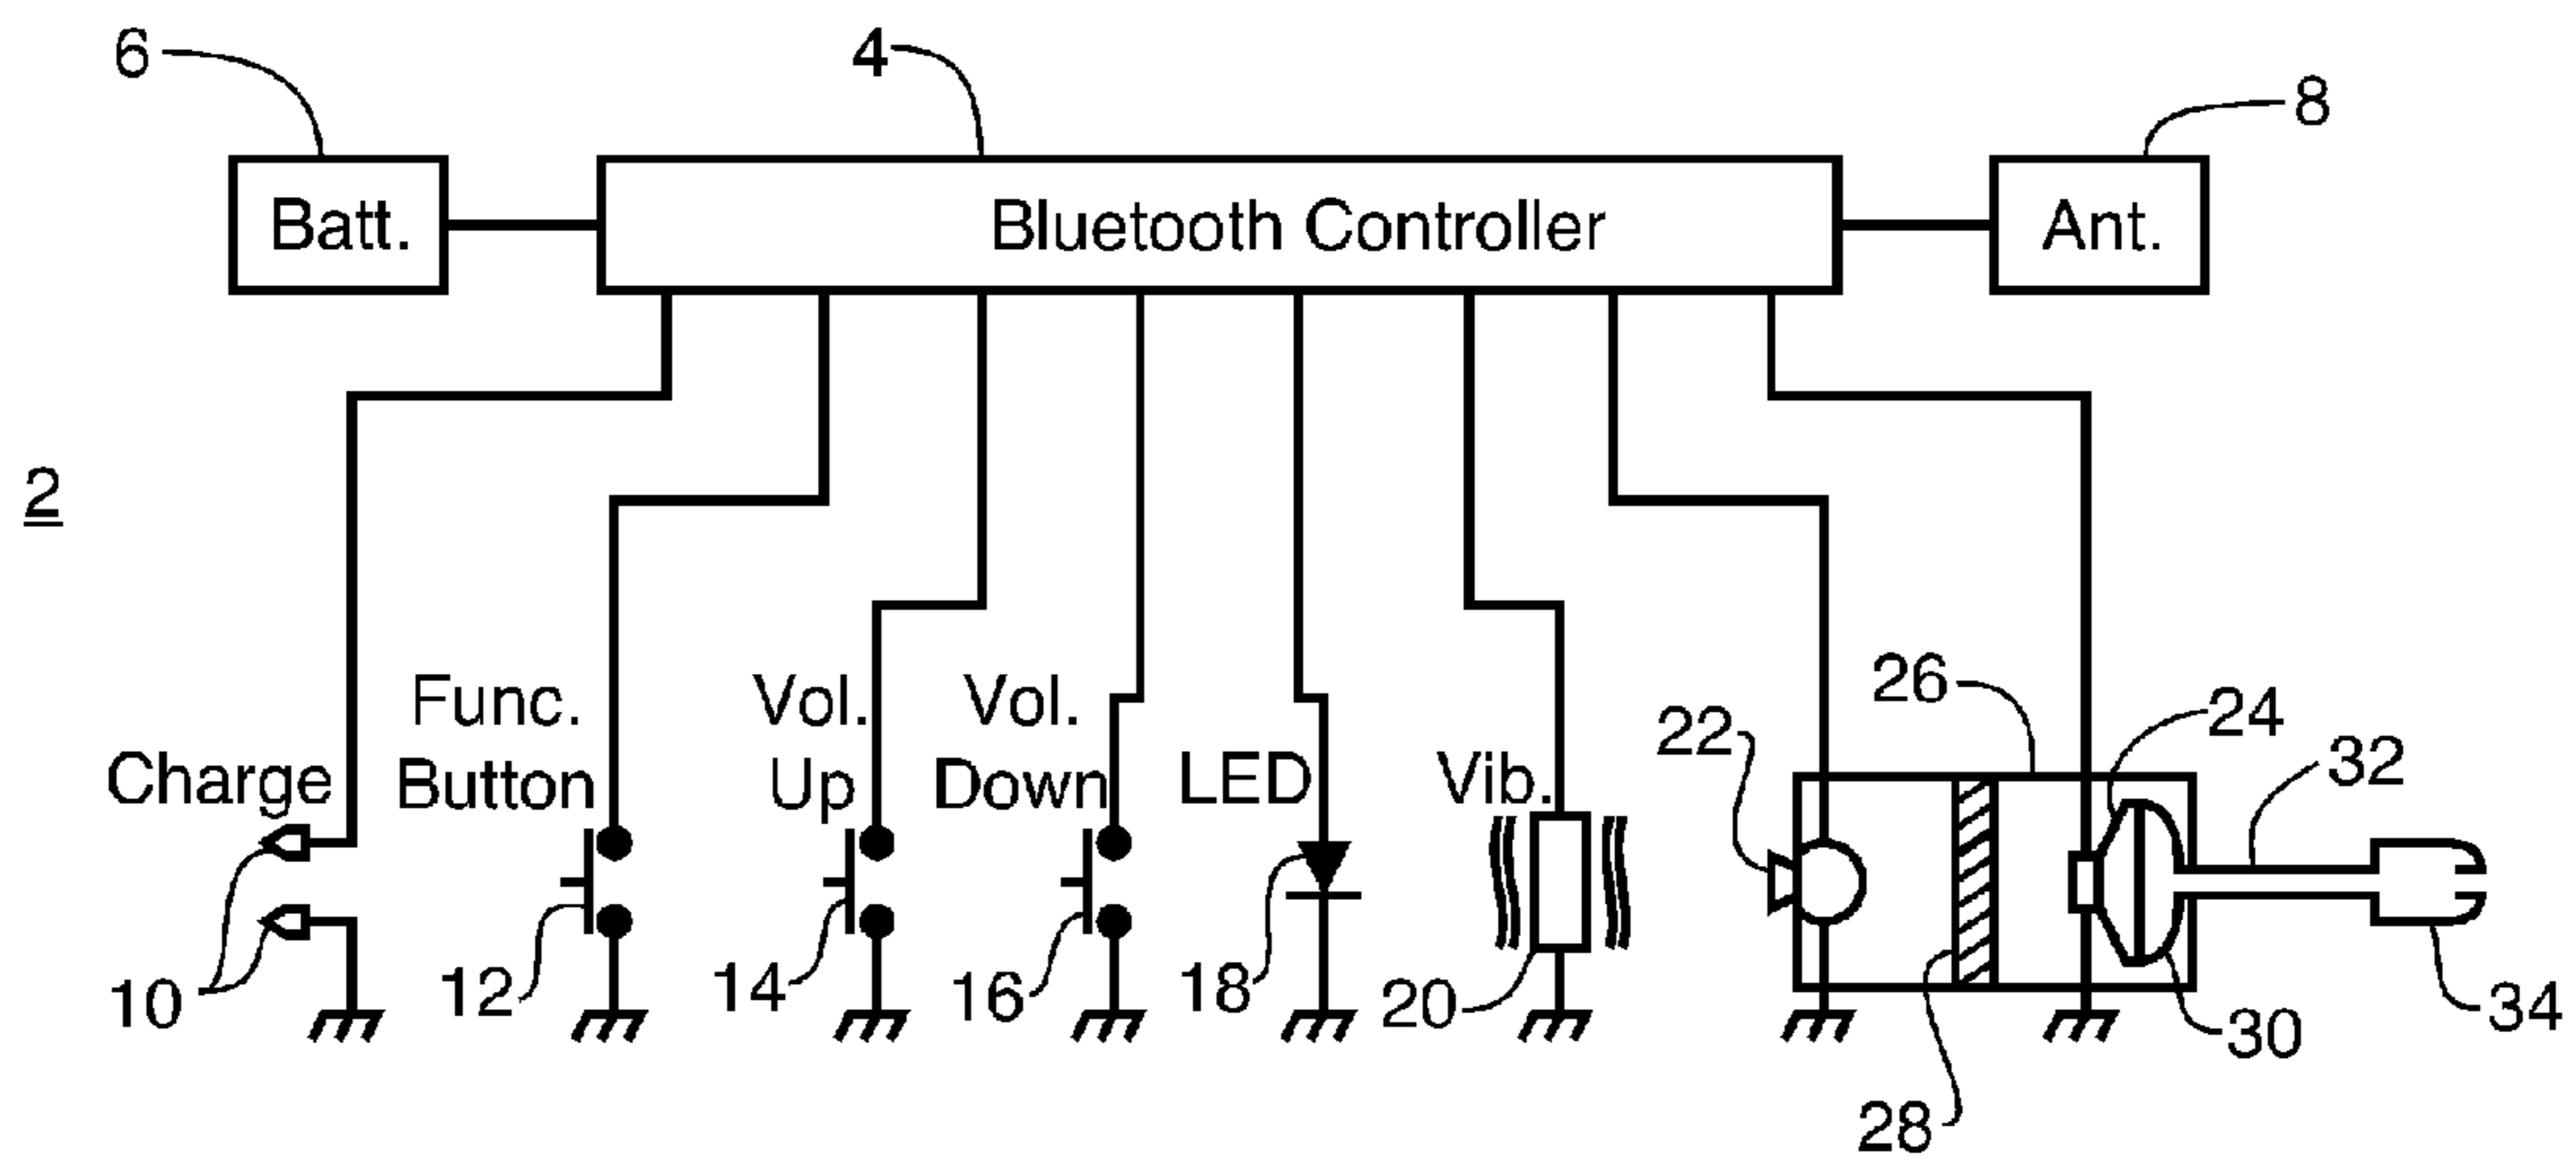 6
4
8
Batt.
Bluetooth Controller
Ant.
2
Func.
Button
Vol.
Up
Vol.
Down
Charge
LED
Vib.
22
26
24
32
10
12
14
16
18
20
28
30
34